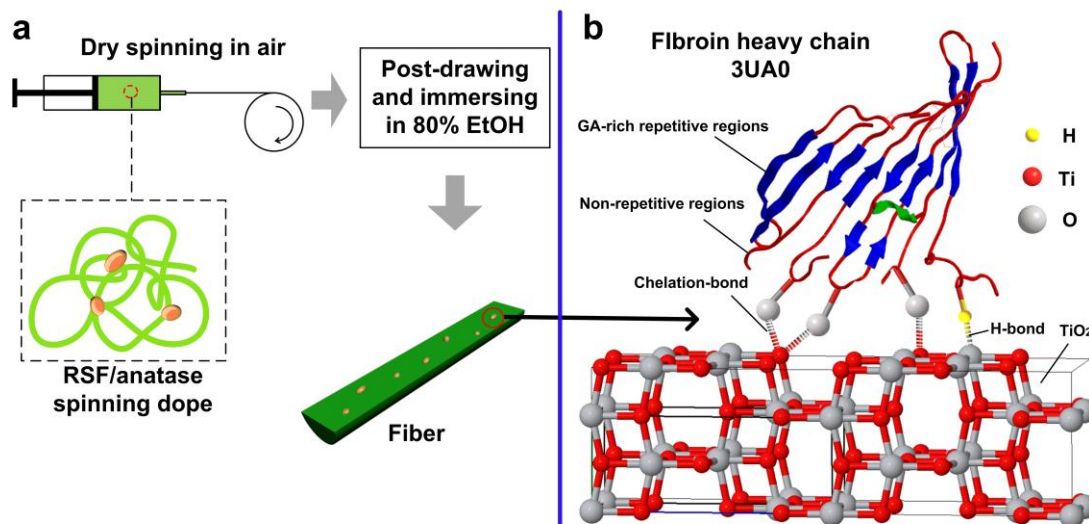 a
Dry spinning in air
Post-drawing
and immersing
in 80% EtOH
RSF/anatase
spinning dope
Fiber
b
FIbroin heavy chain
3UA0
GA-rich repetitive regions
Non-repetitive regions
Chelation-bond
H-bond
TiO2
H
Ti
O